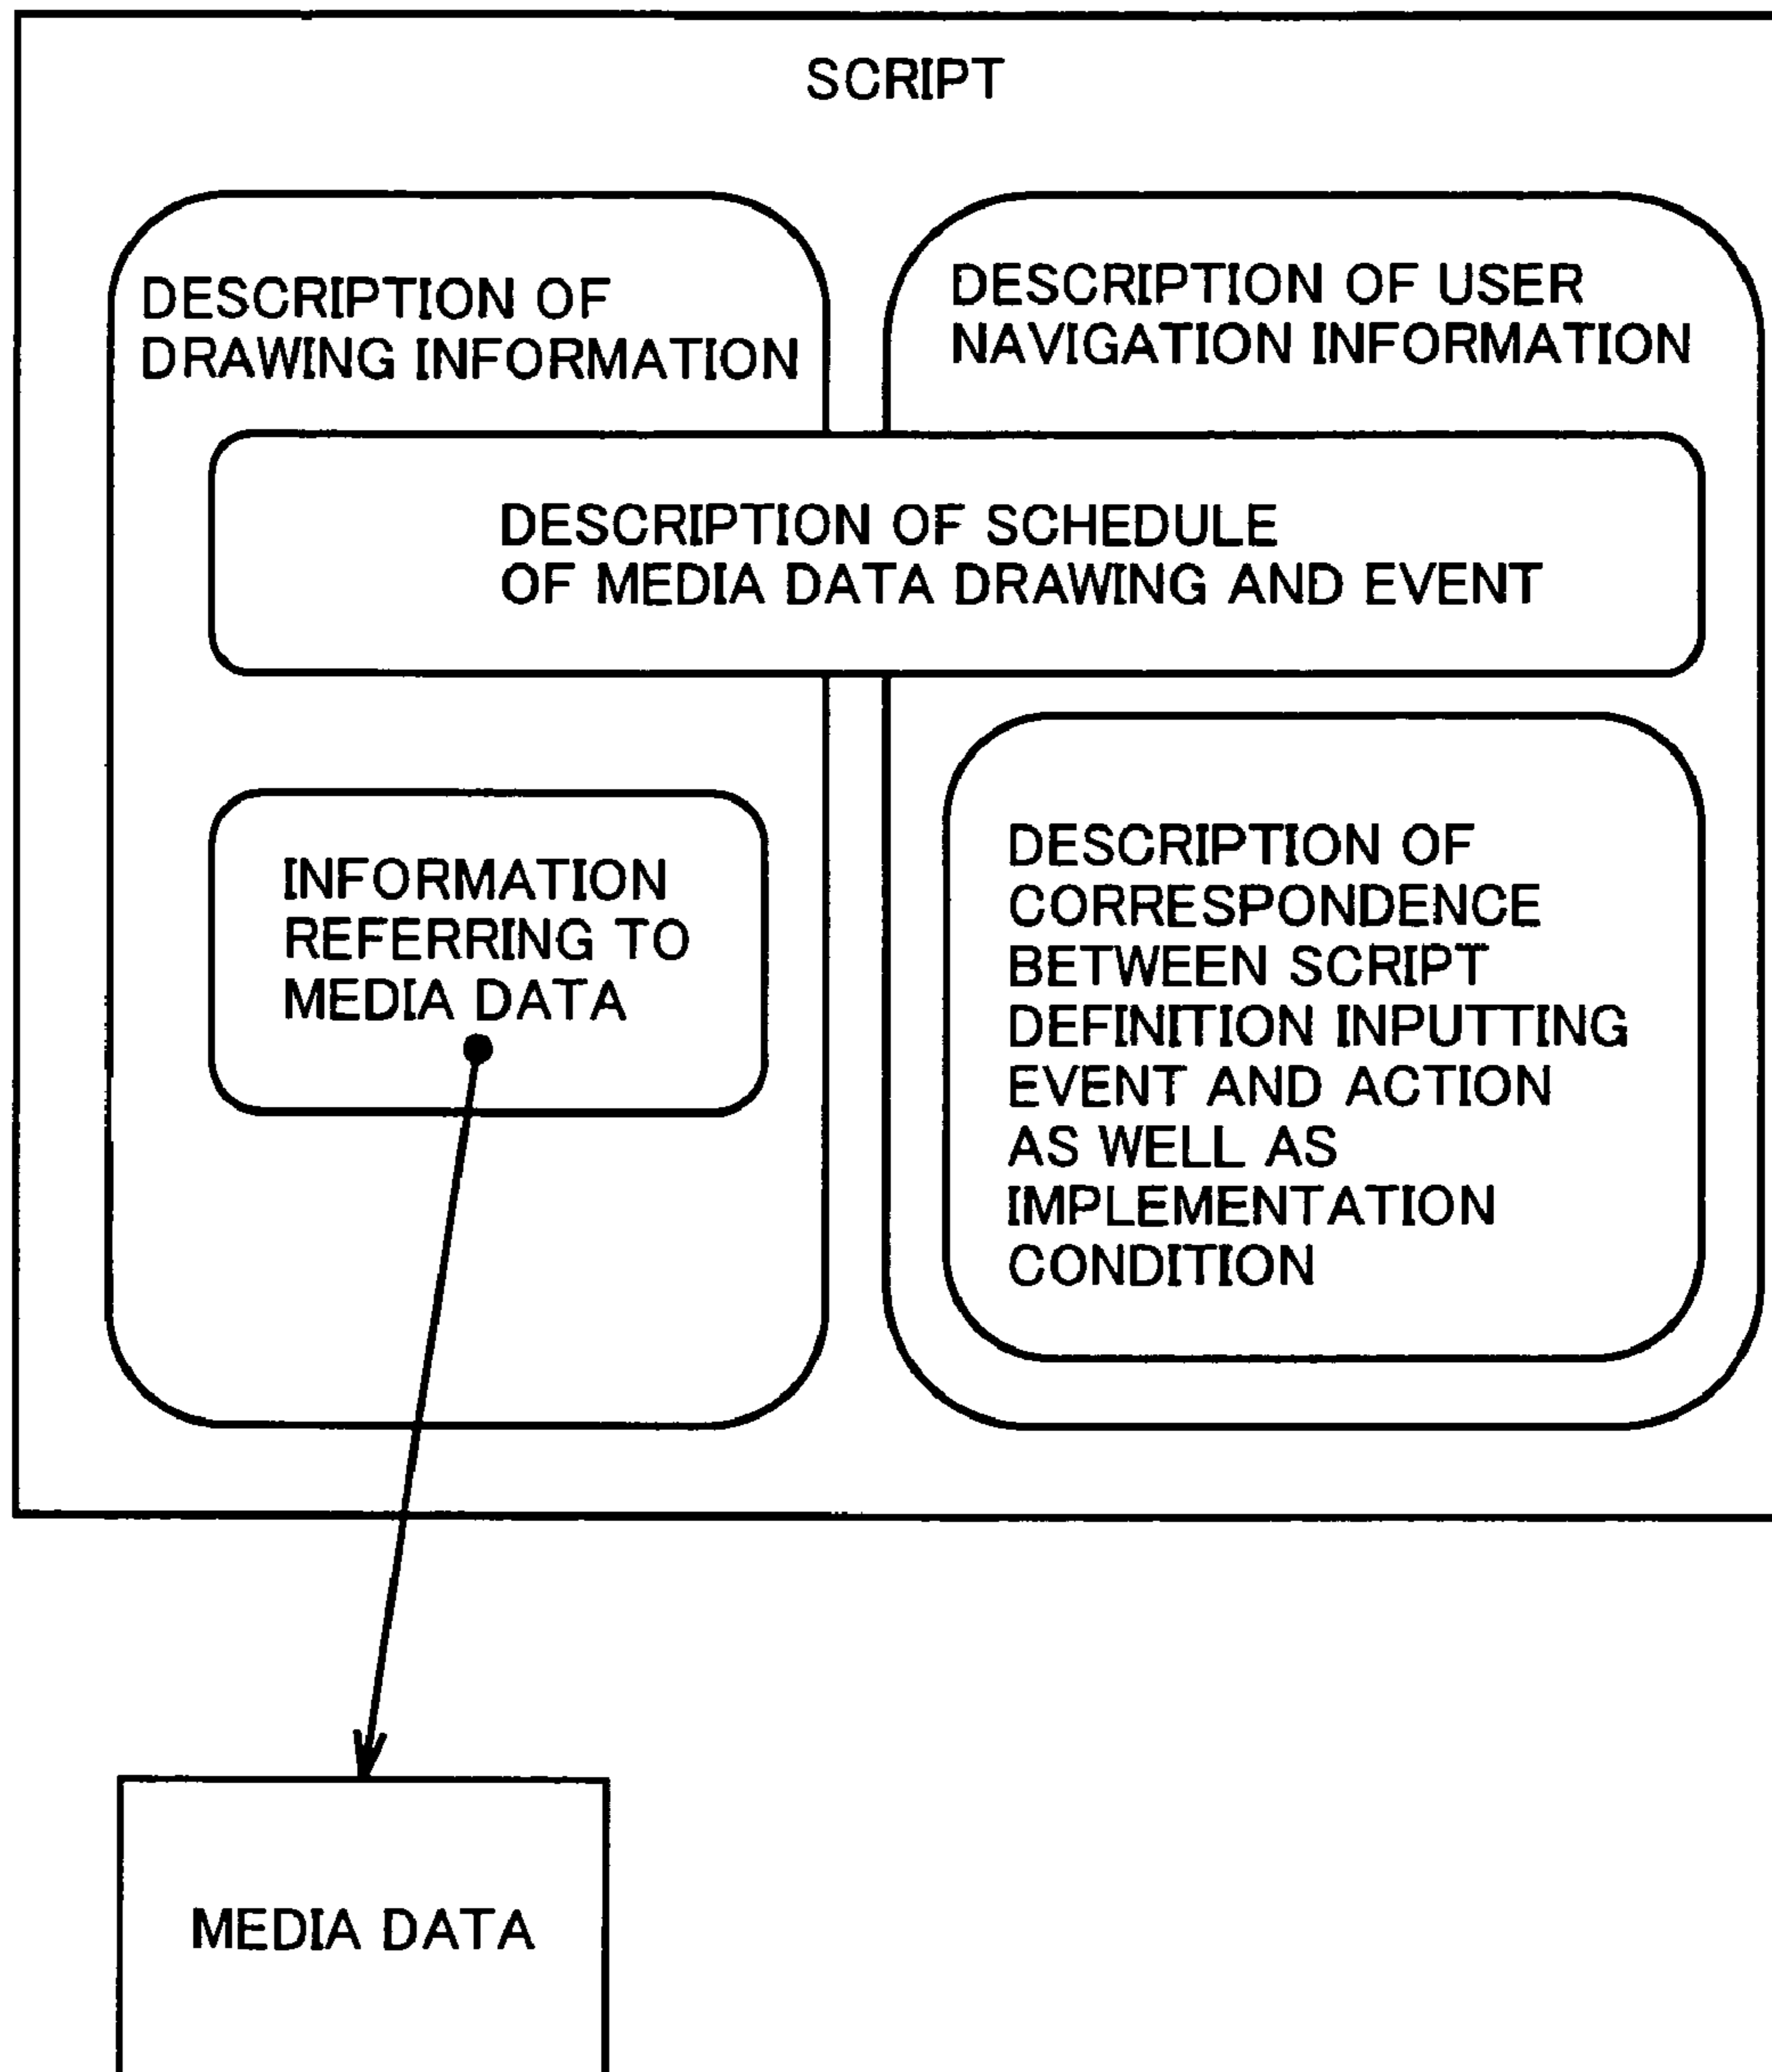 SCRIPT
DESCRIPTION OF
DRAWING INFORMATION
DESCRIPTION OF USER
NAVIGATION INFORMATION
DESCRIPTION OF SCHEDULE
OF MEDIA DATA DRAWING AND EVENT
INFORMATION
REFERRING TO
MEDIA DATA
DESCRIPTION OF
CORRESPONDENCE
BETWEEN SCRIPT
DEFINITION INPUTTING
EVENT AND ACTION
AS WELL AS
IMPLEMENTATION
CONDITION
MEDIA DATA